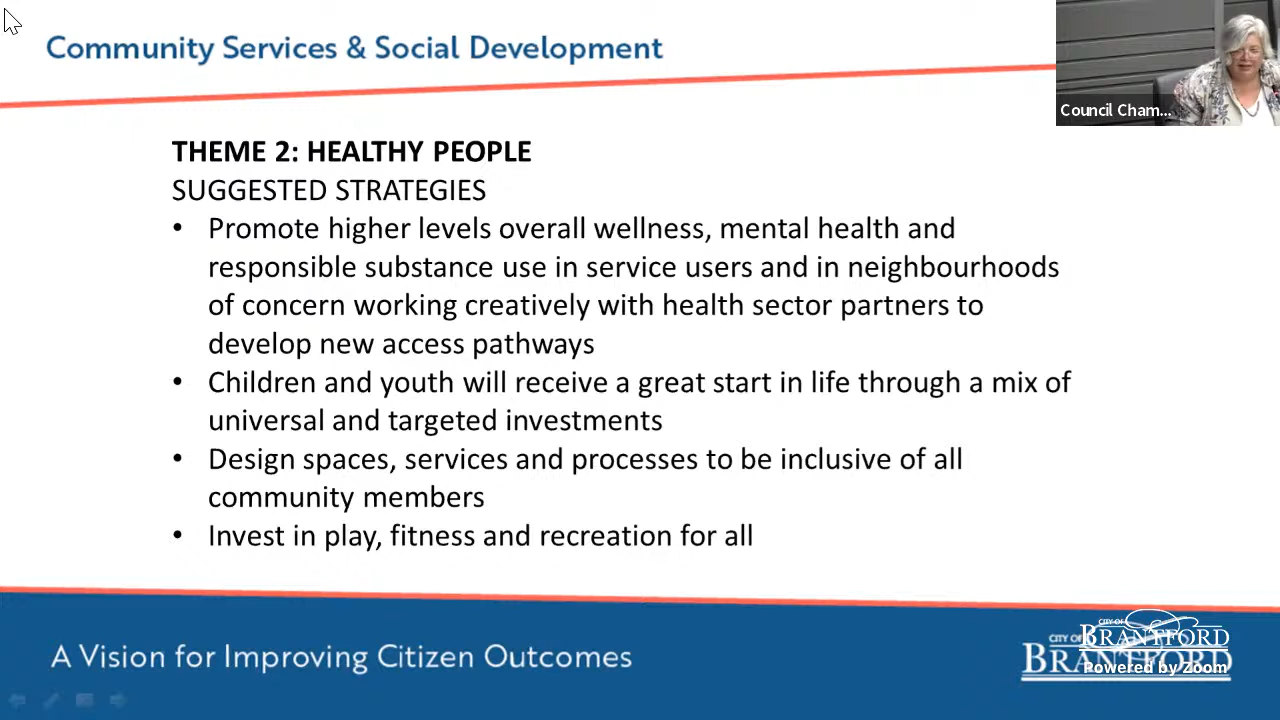 Community Services & Social Development
Council Cham...
THEME 2: HEALTHY PEOPLE
SUGGESTED STRATEGIES
• Promote higher levels overall wellness, mental health and
responsible substance use in service users and in neighbourhoods
of concern working creatively with health sector partners to
develop new access pathways
• Children and youth will receive a great start in life through a mix of
universal and targeted investments
• Design spaces, services and processes to be inclusive of all
community members
• Invest in play, fitness and recreation for all
A Vision for Improving Citizen Outcomes
CITY OF
BRANTFORD
CITY OF
BRANTFORD
Powered by Zoom